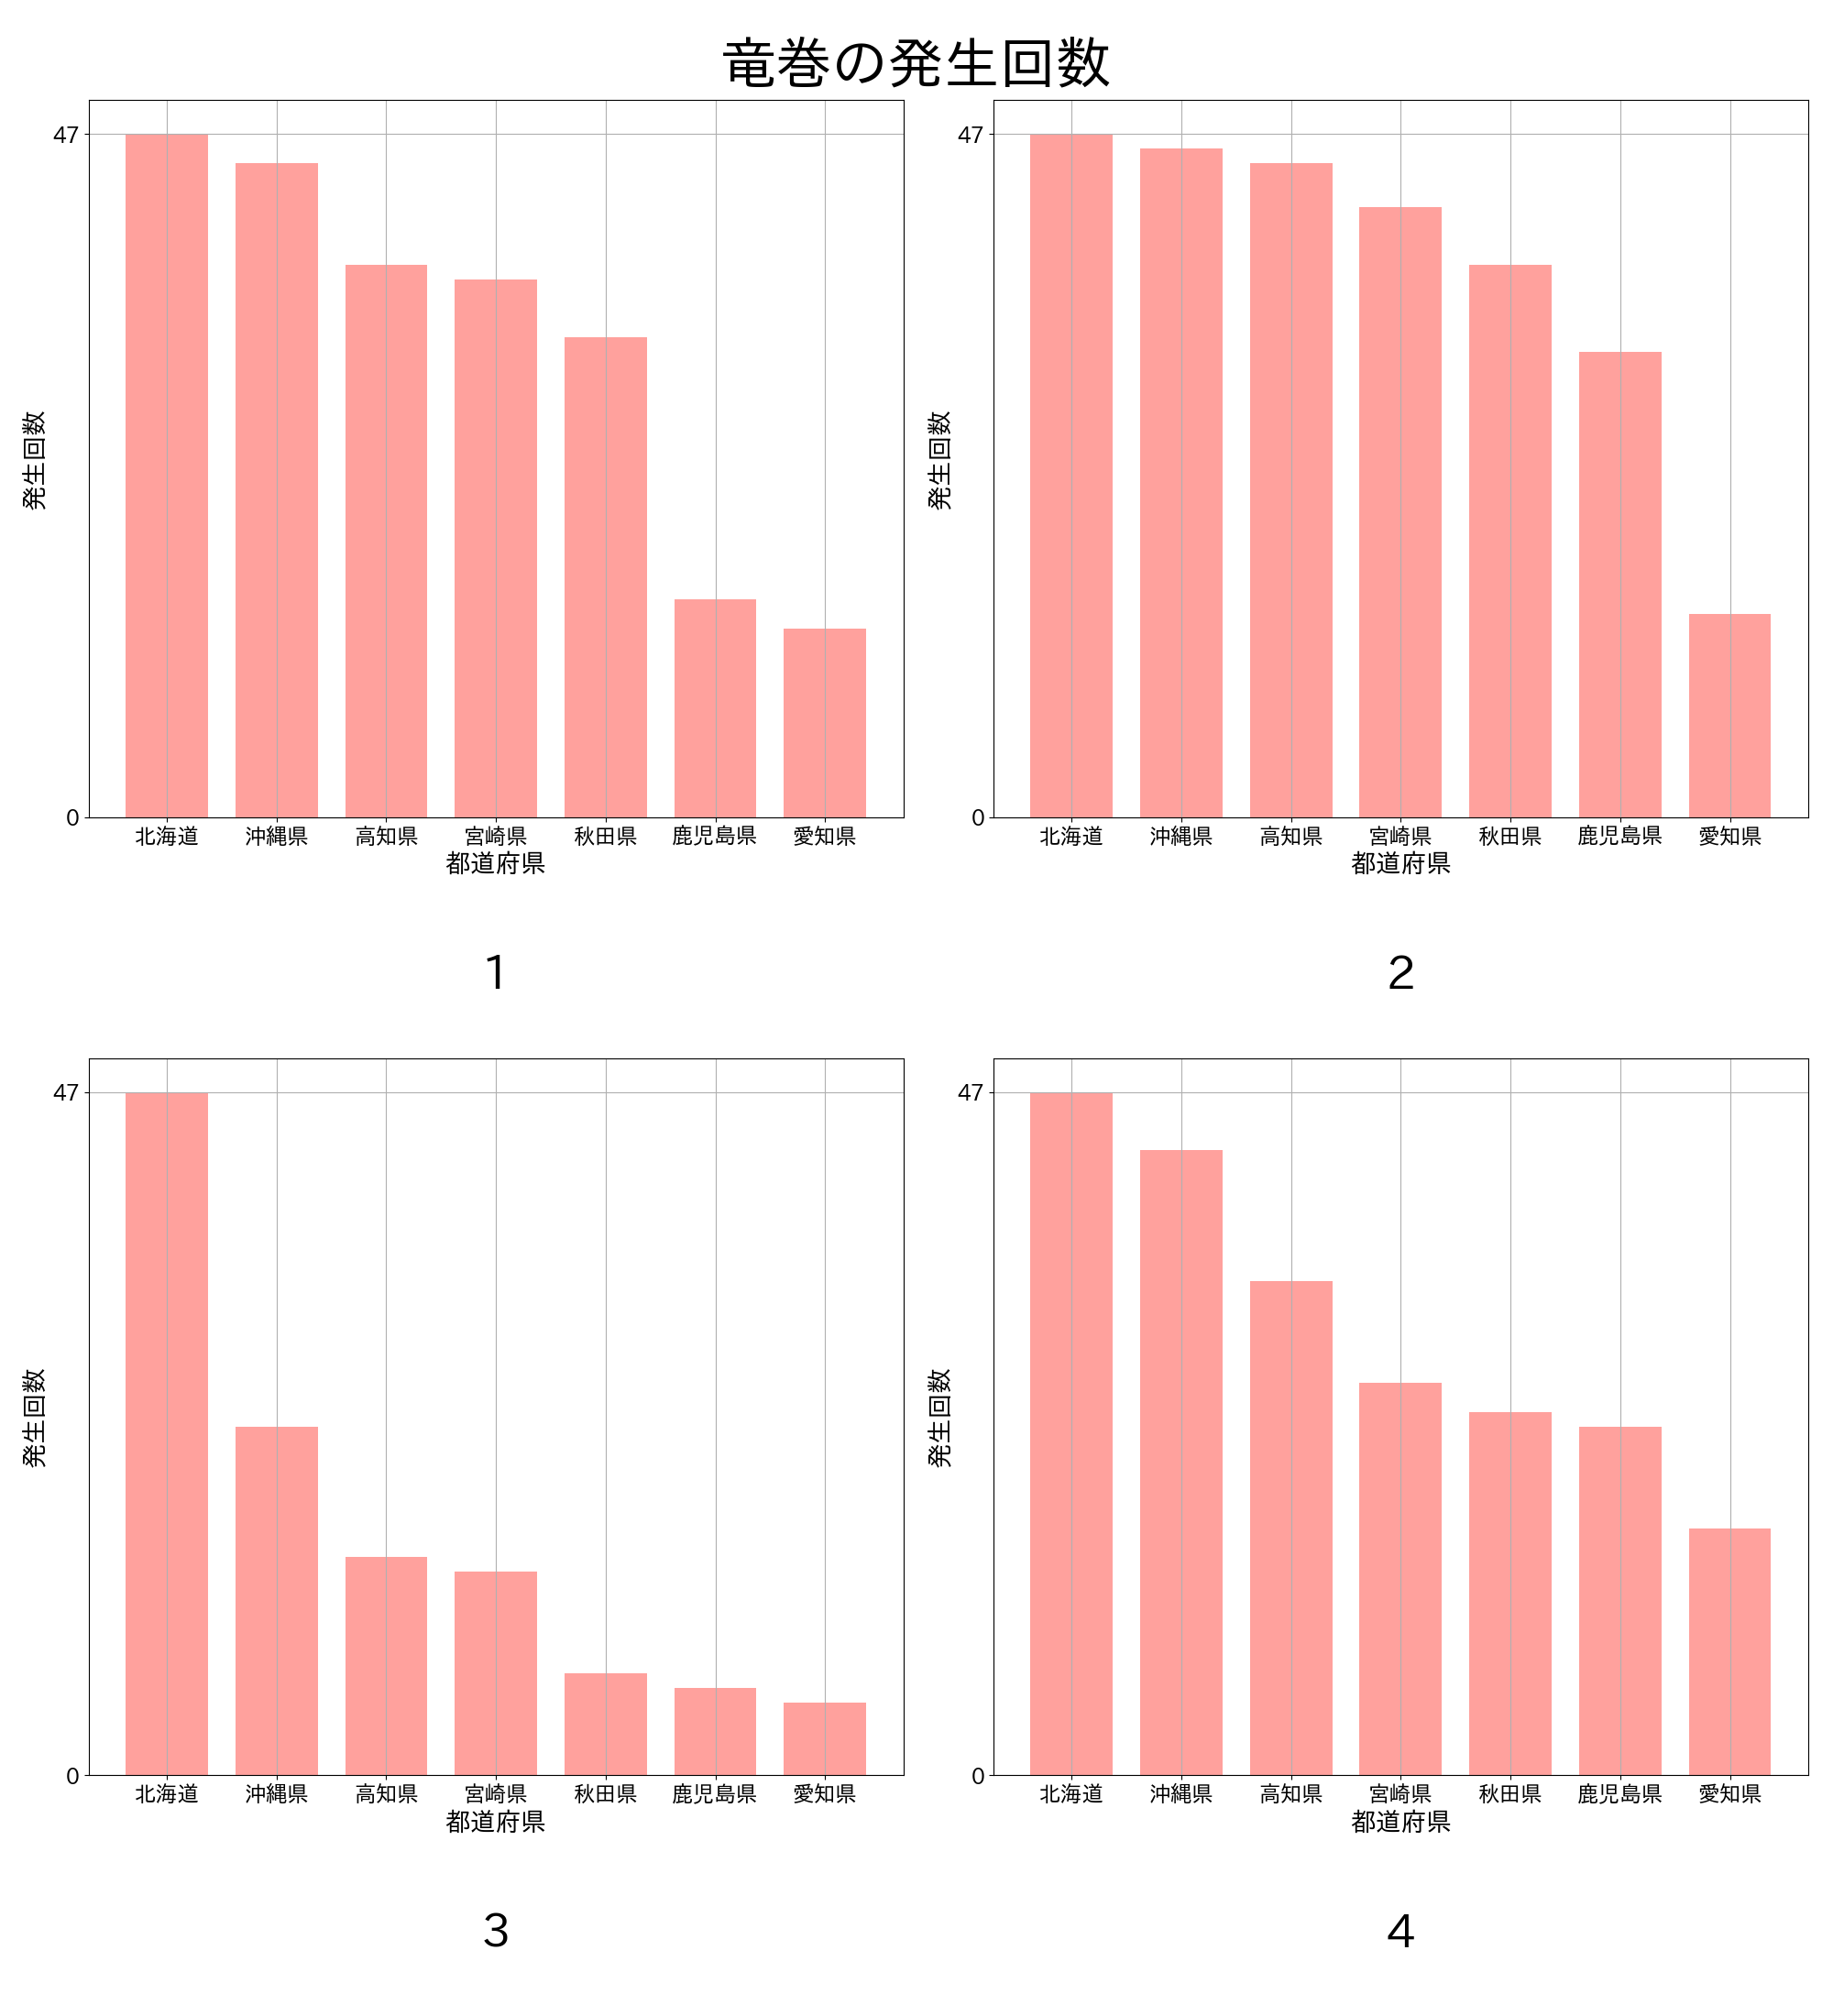 竜巻の発生回数
47
0
発生回数
北海道 沖縄県 高知県 宮崎県 秋田県 鹿児島県 愛知県
都道府県
1
47
0
発生回数
北海道 沖縄県 高知県 宮崎県 秋田県 鹿児島県 愛知県
都道府県
2
47
0
発生回数
北海道 沖縄県 高知県 宮崎県 秋田県 鹿児島県 愛知県
都道府県
3
47
0
発生回数
北海道 沖縄県 高知県 宮崎県 秋田県 鹿児島県 愛知県
都道府県
4